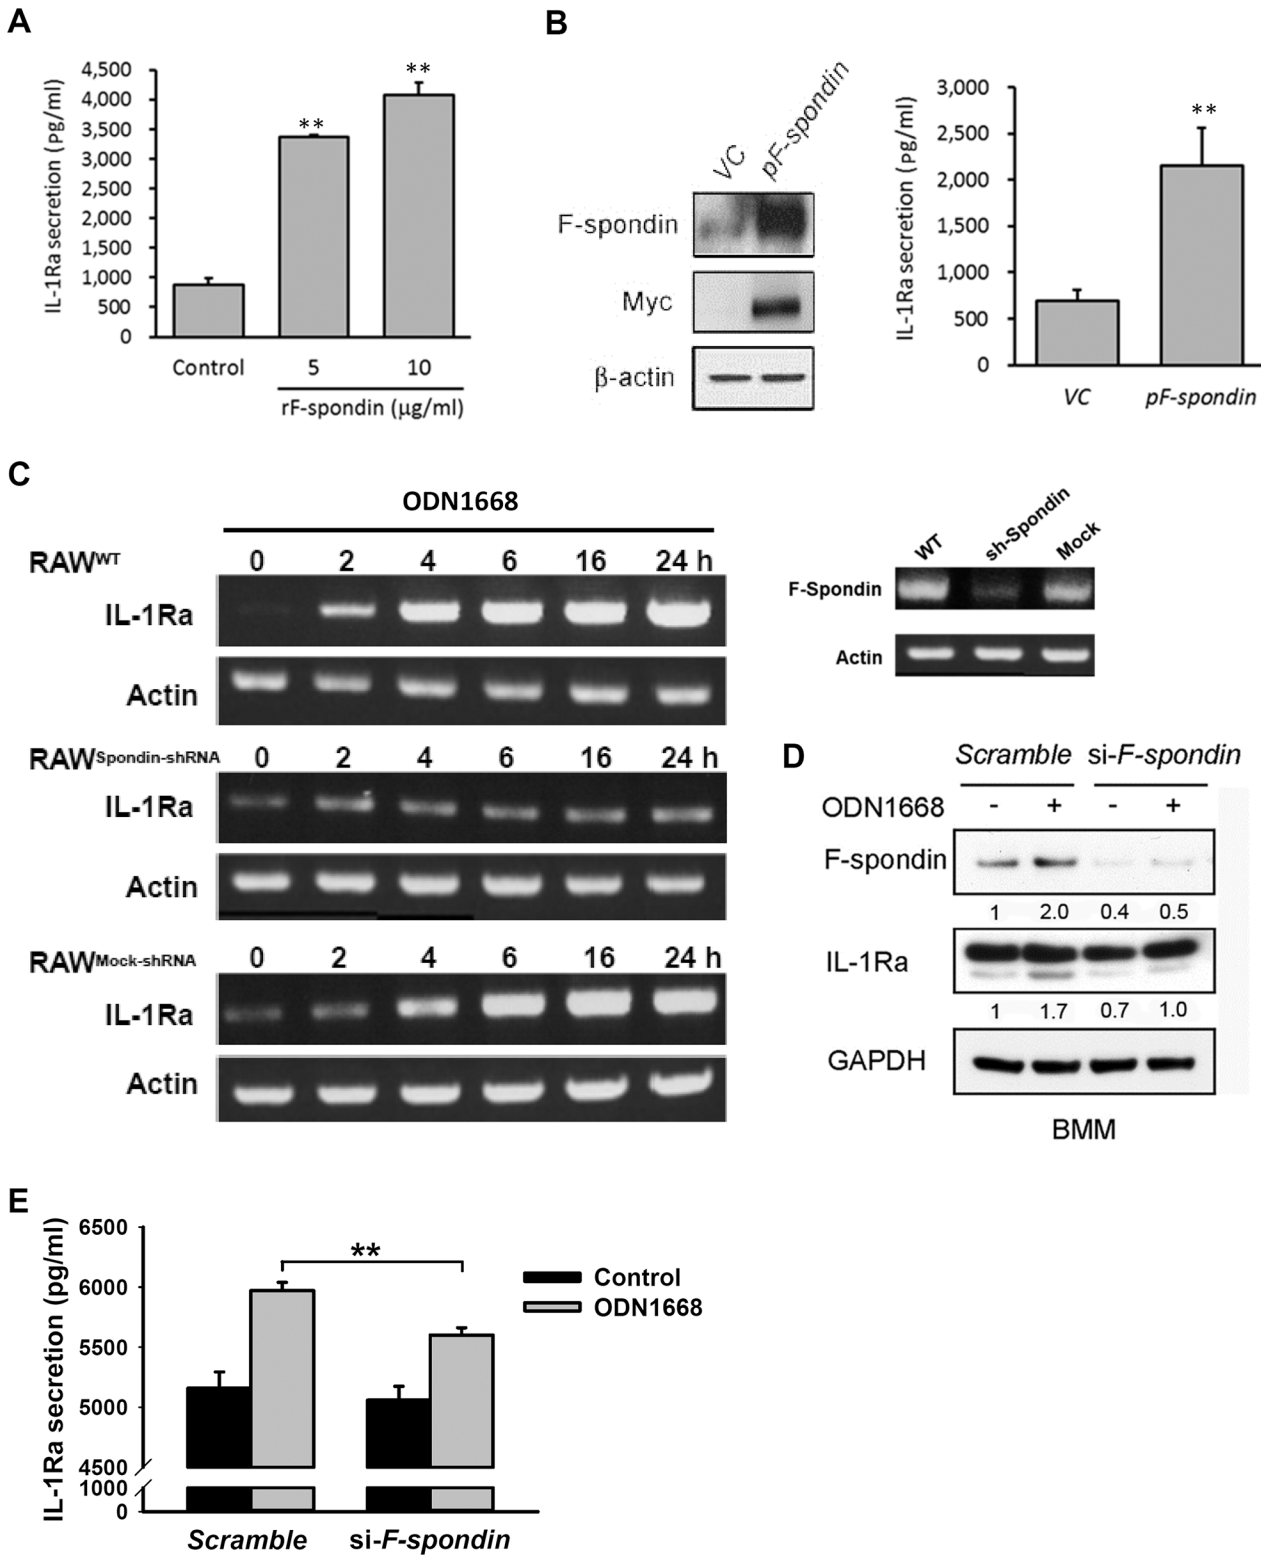 A
IL-1Ra secretion (pg/ml)
4,500
4,000
3,500
3,000
2,500
2,000
1,500
1,000
500
0
**
**
Control
5
10
rF-spondin (μg/ml)
B
VC
pF-spondin
F-spondin
Myc
β-actin
IL-1Ra secretion (pg/ml)
3,000
2,500
2,000
1,500
1,000
500
0
**
VC
pF-spondin
C
ODN1668
RAWWT 0 2 4 6 16 24 h
IL-1Ra
Actin
RAWSpondin-shRNA 0 2 4 6 16 24 h
IL-1Ra
Actin
RAWMock-shRNA 0 2 4 6 16 24 h
IL-1Ra
Actin
WT
sh-Spondin
Mock
F-Spondin
Actin
D
Scramble si-F-spondin
ODN1668 - + - +
F-spondin
1 2.0 0.4 0.5
IL-1Ra
1 1.7 0.7 1.0
GAPDH
BMM
E
IL-1Ra secretion (pg/ml)
6500
6000
5500
5000
4500
1000
0
**
Control
ODN1668
Scramble
si-F-spondin